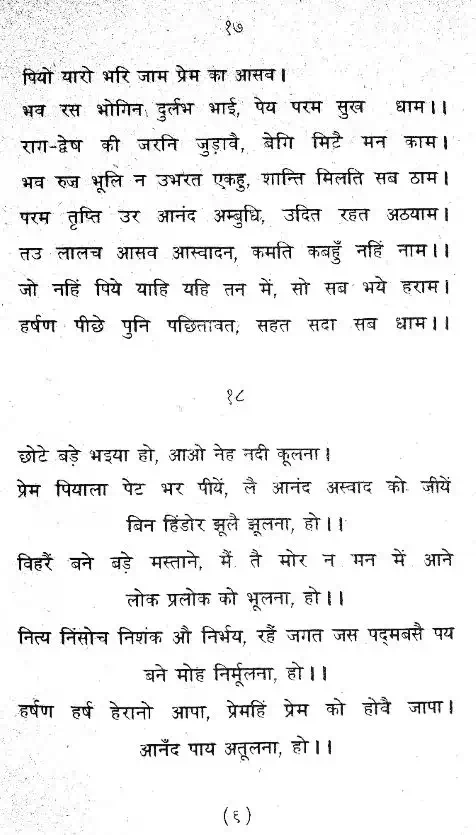 १७
पियो यारो भरि जाम प्रेम का आसव।
भव रस भोगिन दुर्लभ भाई, पेय परम सुख धाम।।
राग-द्वेष की जरनि जुड़ावै, बेगि मिटै मन काम।।
भव रुज भूलि न उभरत एकहु, शान्ति मिलति सब ठाम।।
परम तृप्ति उर आनंद अम्बुधि, उदित रहत अठयाम।।
तउ लालच आसव आस्वादन, कमति कबहुँ नहिं नाम।।
जो नहिं पिये याहि यहि तन में, सो सब भये हराम।
हर्षण पीछे पुनि पछितावत, सहत सदा सब धाम।।
१८
छोटे बड़े भइया हो, आओ नेह नदी कूलना।
प्रेम पियाला पेट भर पीयें, लै आनंद अस्वाद को जीयें
बिन हिंडोर झूलै झूलना, हो।।
विहरैं बने बड़े मस्ताने, मैं तै मोर न मन में आने
लोक प्रलोक को भूलना, हो।।
नित्य निंसोच निशंक औ निर्भय, रहैं जगत जस पद्मबसै पय
बने मोह निर्मूलना, हो।।
हर्षण हर्ष हेरानो आपा, प्रेमहिं प्रेम को होवै जापा।
आनँद पाय अतूलना, हो।।
(६)